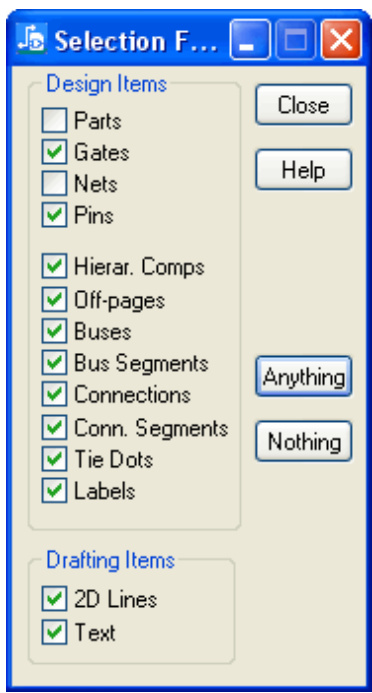 Selection F...
Design Items
Close
Parts
Gates
Help
Nets
Pins
Hierar. Comps
Off-pages
Buses
Bus Segments
Anything
Connections
Conn. Segments
Nothing
Tie Dots
Labels
Drafting Items
2D Lines
Text